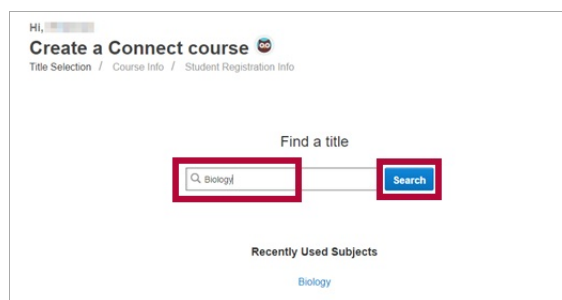 Hi,
Create a Connect course
Title Selection / Course Info / Student Registration Info
Find a title
Biology
Search
Recently Used Subjects
Biology